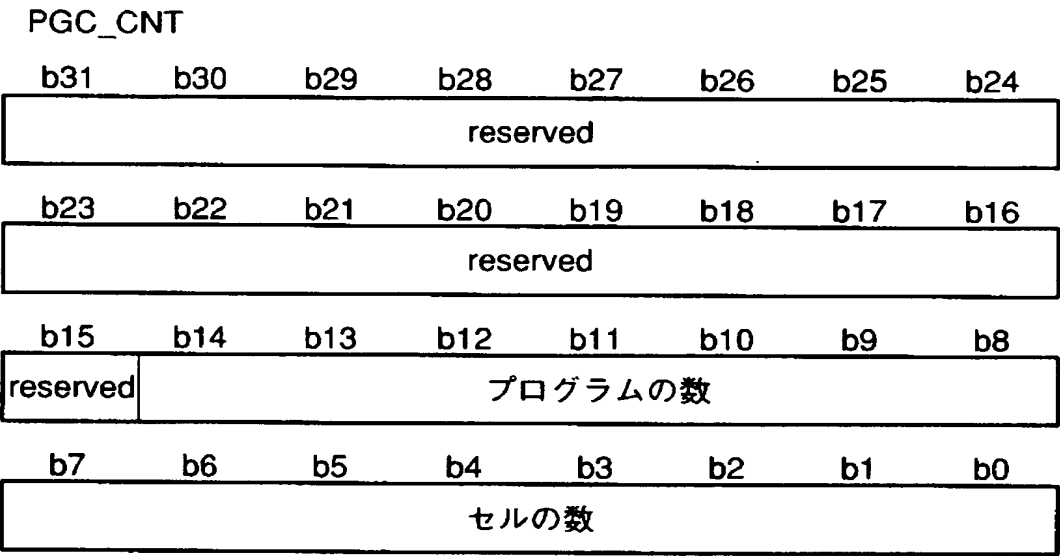 PGC_CNT
b31 b30 b29 b28 b27 b26 b25 b24
reserved
b23 b22 b21 b20 b19 b18 b17 b16
reserved
b15 b14 b13 b12 b11 b10 b9 b8
reserved プログラムの数
b7 b6 b5 b4 b3 b2 b1 b0
セルの数